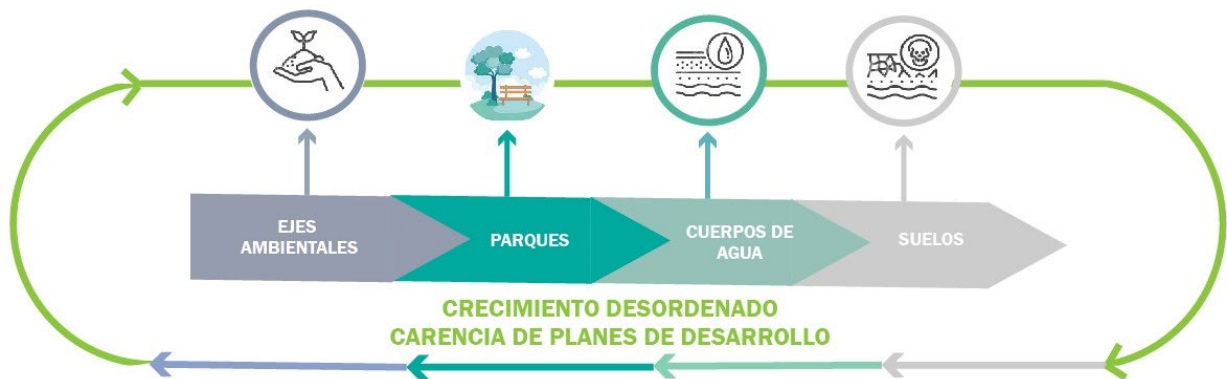 EJES
AMBIENTALES
PARQUES
CUERPOS DE
AGUA
SUELOS
CRECIMIENTO DESORDENADO
CARENCIA DE PLANES DE DESARROLLO